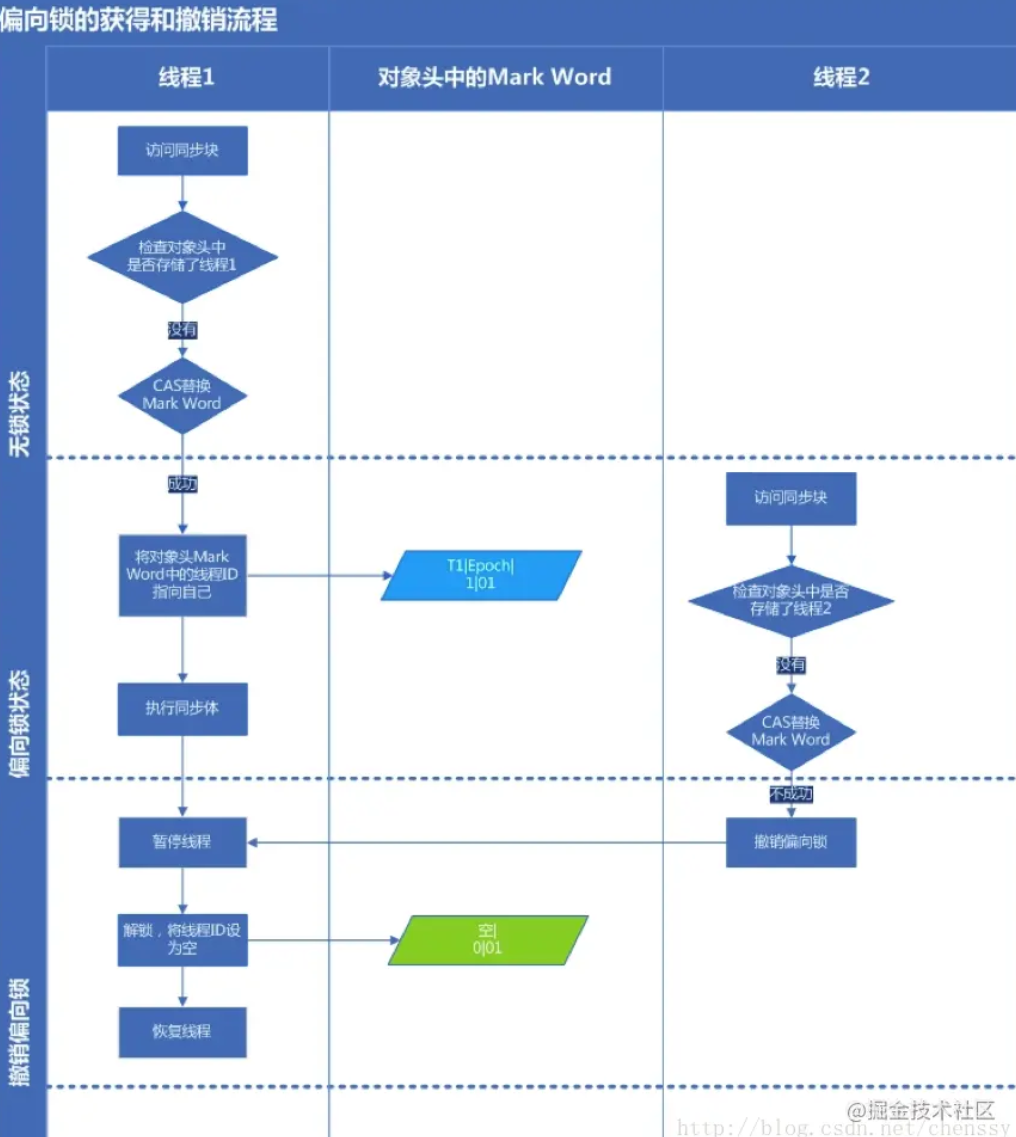 偏向锁的获得和撤销流程
线程1
对象头中的Mark Word
线程2
无锁状态
访问同步块
检查对象头中
是否存储了线程1
没有
CAS替换
Mark Word
偏向锁状态
成功
将对象头Mark
Word中的线程ID
指向自己
T1|Epoch|
1|01
执行同步体
访问同步块
检查对象头中是否
存储了线程2
没有
CAS替换
Mark Word
撤销偏向锁
不成功
撤销偏向锁
暂停线程
解锁，将线程ID设
为空
空|
0|01
恢复线程
@掘金技术社区
http://blog.csdn.net/chenssy